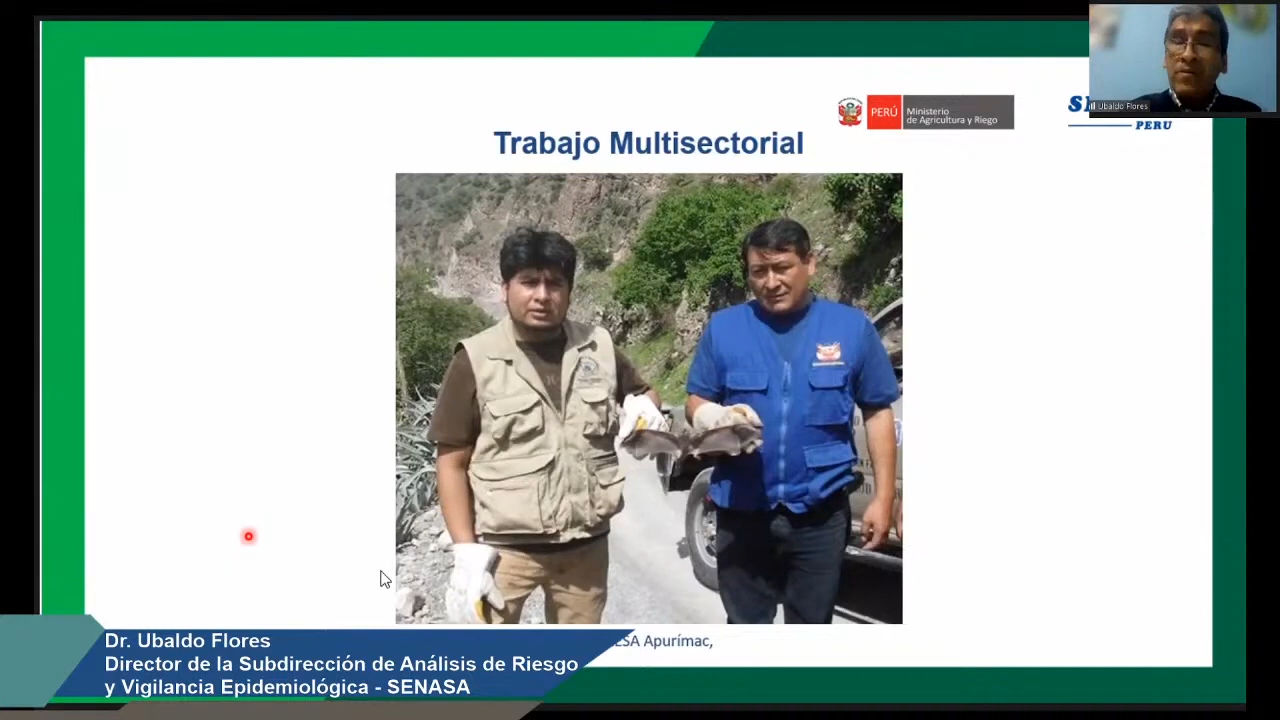 Ubaldo Flores
PERÚ
Ministerio
de Agricultura y Riego
PERU
Trabajo Multisectorial
Apurímac,
Dr. Ubaldo Flores
Director de la Subdirección de Análisis de Riesgo
y Vigilancia Epidemiológica - SENASA